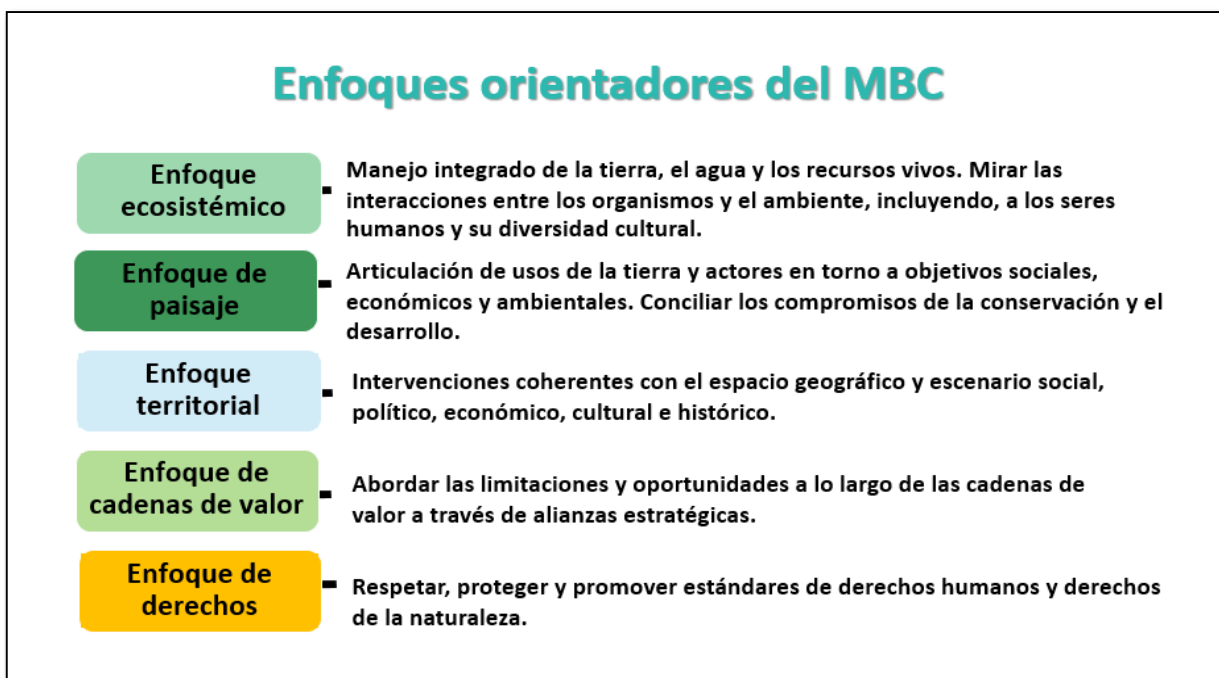 Enfoques orientadores del MBC
Enfoque
ecosistémico
Manejo integrado de la tierra, el agua y los recursos vivos. Mirar las
interacciones entre los organismos y el ambiente, incluyendo, a los seres
humanos y su diversidad cultural.
Enfoque de
paisaje
Articulación de usos de la tierra y actores en torno a objetivos sociales,
económicos y ambientales. Conciliar los compromisos de la conservación y el
desarrollo.
Enfoque
territorial
Intervenciones coherentes con el espacio geográfico y escenario social,
político, económico, cultural e histórico.
Enfoque de
cadenas de valor
Abordar las limitaciones y oportunidades a lo largo de las cadenas de
valor a través de alianzas estratégicas.
Enfoque de
derechos
Respetar, proteger y promover estándares de derechos humanos y derechos
de la naturaleza.